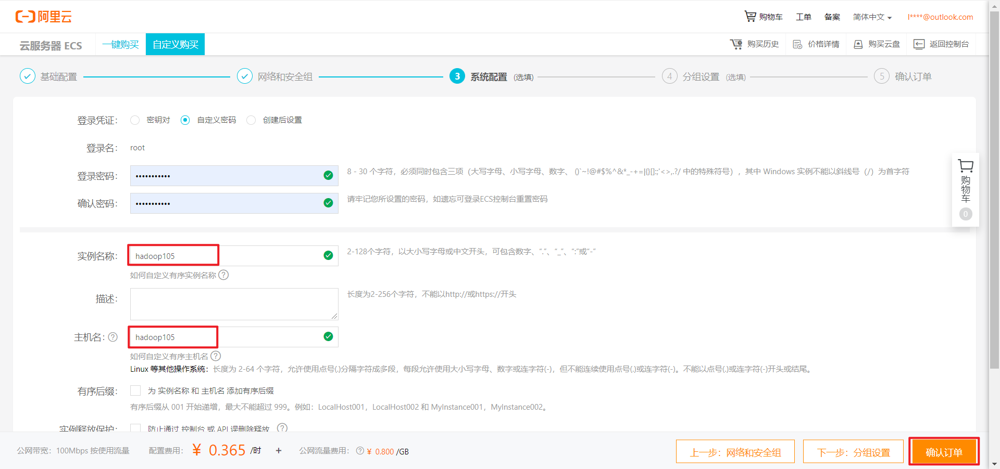 阿里云
购物车 工单 备案 简体中文 l****@outlook.com
云服务器 ECS 一键购买 自定义购买 购买历史 价格详情 购买云盘 返回控制台
基础配置 网络和安全组 3 系统配置 (选填) 4 分组设置 (选填) 5 确认订单
登录凭证： 密钥对 自定义密码 创建后设置
登录名： root
登录密码： ••••••••••• 8 - 30 个字符，必须同时包含三项（大写字母、小写字母、数字、 ()`~!@#$%^&*_-+=|{}[]:;'<>,.?/ 中的特殊符号），其中 Windows 实例不能以斜线号（/）为首字符
确认密码： ••••••••••• 请牢记您所设置的密码，如遗忘可登录ECS控制台重置密码
购物车
0
实例名称： hadoop105 2-128个字符，以大小写字母或中文开头，可包含数字、“.”、“_”、“:”或“-”
如何自定义有序实例名称 ?
描述： 长度为2-256个字符，不能以http://或https://开头
主机名： ? hadoop105
如何自定义有序主机名 ?
Linux 等其他操作系统：长度为 2-64 个字符，允许使用点号(.)分隔字符成多段，每段允许使用大小写字母、数字或连字符(-)，但不能连续使用点号(.)或连字符(-)。不能以点号(.)或连字符(-)开头或结尾。
有序后缀： 为 实例名称 和 主机名 添加有序后缀
有序后缀从 001 开始递增，最大不能超过 999。例如：LocalHost001，LocalHost002 和 MyInstance001，MyInstance002。
实例释放保护： 防止通过 控制台 或 API 误删除释放 ?
公网带宽：100Mbps 按使用流量 配置费用： ¥ 0.365 /时 + 公网流量费用： ? ¥ 0.800 /GB 上一步：网络和安全组 下一步：分组设置 确认订单